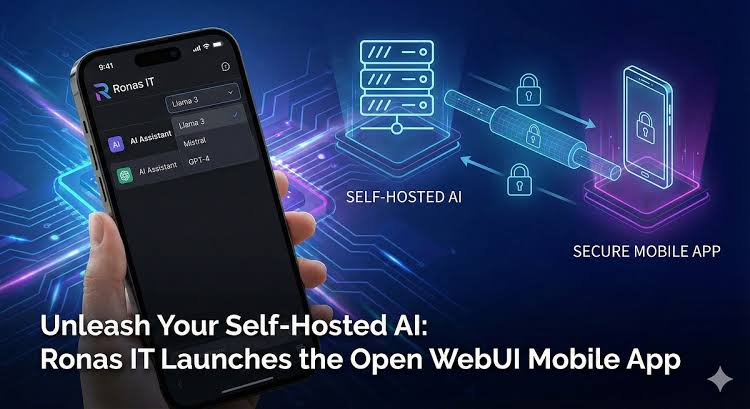 9:41
Ronas IT
Llama 3
Llama 3
AI AI Assistant
Mistral
AI Assistant
GPT-4
SELF-HOSTED AI
SECURE MOBILE APP
Unleash Your Self-Hosted AI:
Ronas IT Launches the Open WebUI Mobile App